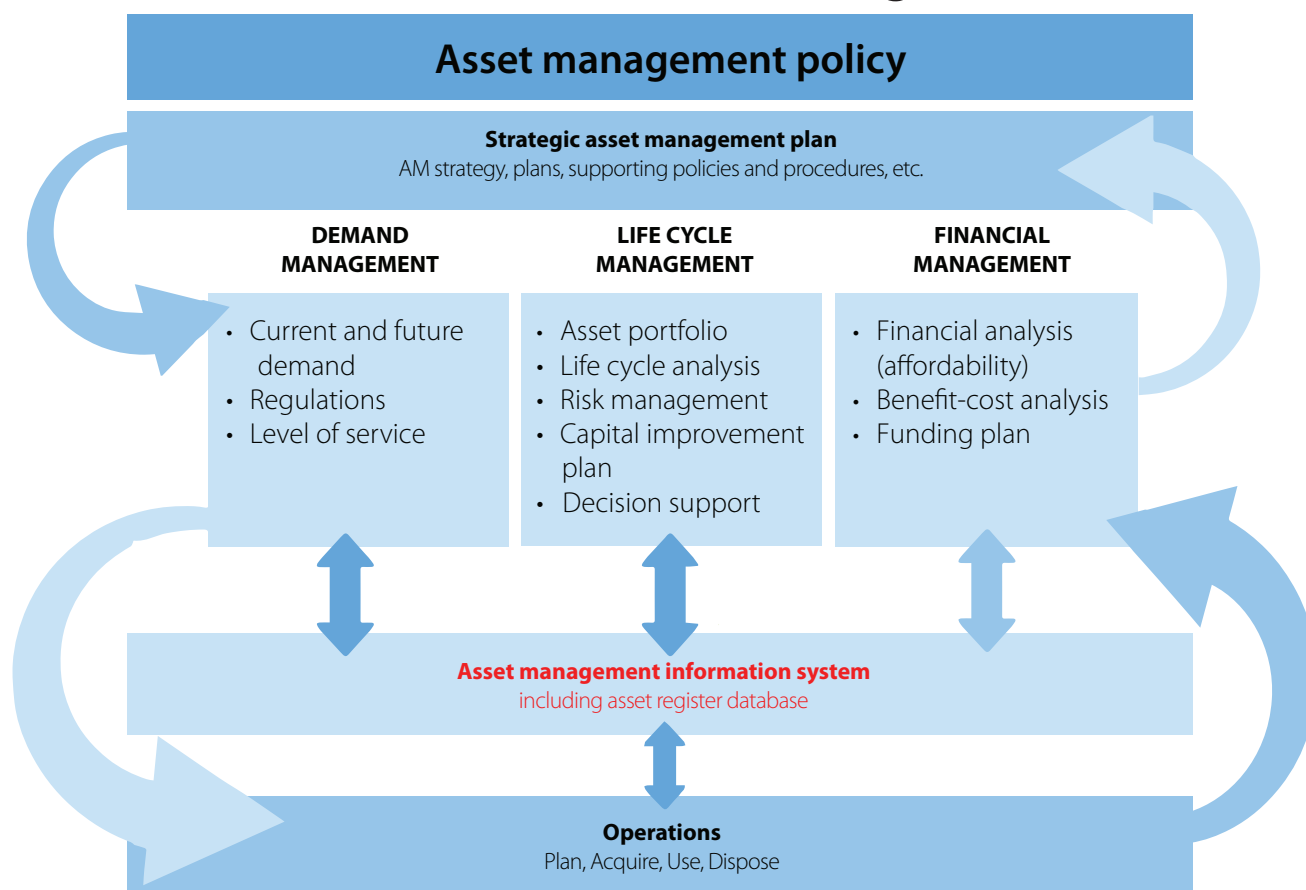 Asset management policy
Strategic asset management plan
AM strategy, plans, supporting policies and procedures, etc.
DEMAND
MANAGEMENT
LIFE CYCLE
MANAGEMENT
FINANCIAL
MANAGEMENT
• Current and future
demand
• Regulations
• Level of service
• Asset portfolio
• Life cycle analysis
• Risk management
• Capital improvement
plan
• Decision support
• Financial analysis
(affordability)
• Benefit-cost analysis
• Funding plan
Asset management information system
including asset register database
Operations
Plan, Acquire, Use, Dispose